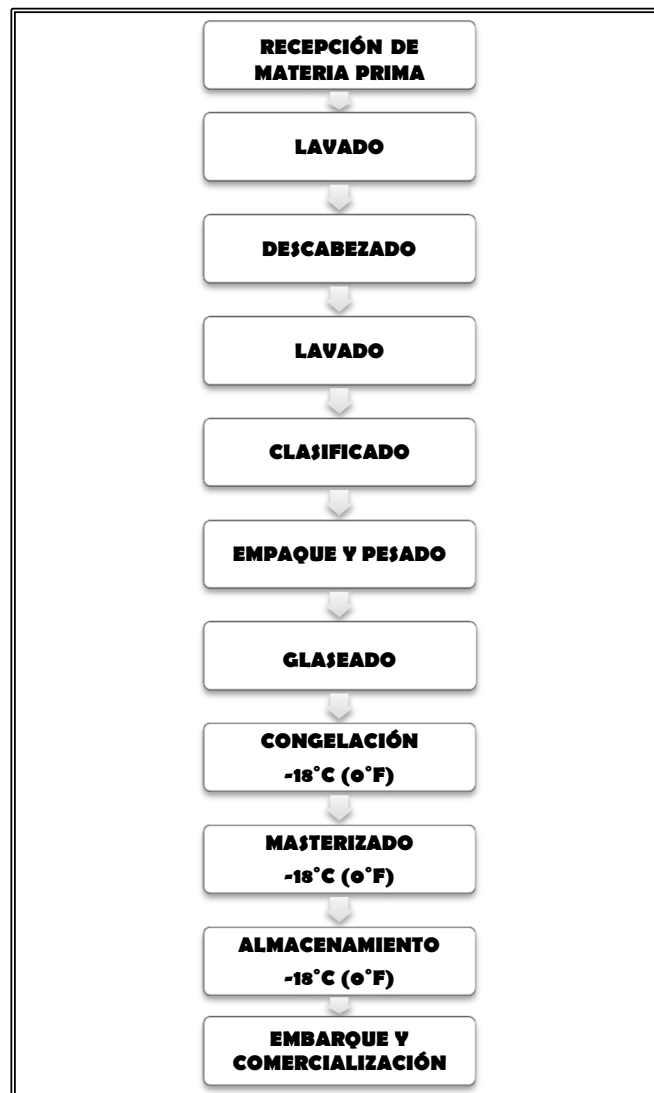 RECEPCIÓN DE
MATERIA PRIMA
LAVADO
DESCABEZADO
LAVADO
CLASIFICADO
EMPAQUE Y PESADO
GLASEADO
CONGELACIÓN
-18°C (0°F)
MASTERIZADO
-18°C (0°F)
ALMACENAMIENTO
-18°C (0°F)
EMBARQUE Y
COMERCIALIZACIÓN